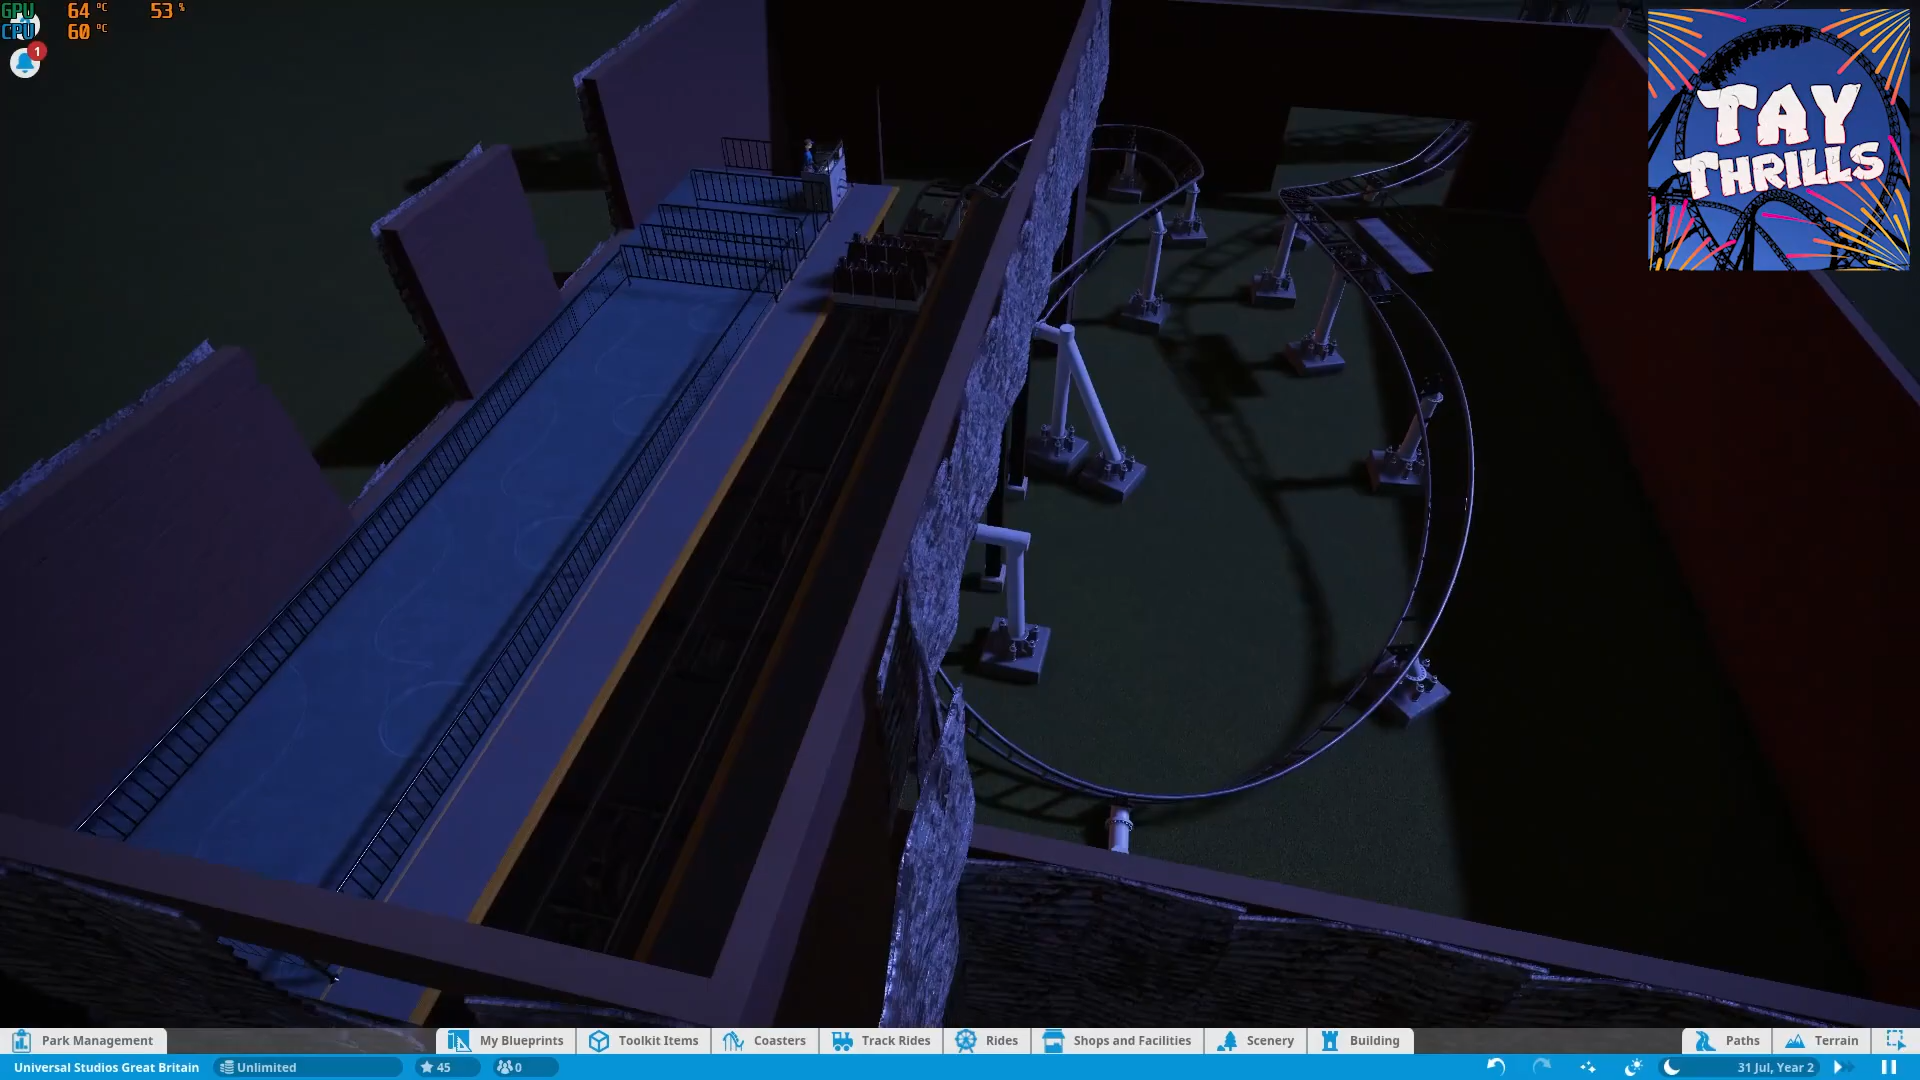 GPU 64 °C 53 %
CPU 60 °C
1
TAY
THRILLS
Park Management
My Blueprints
Toolkit Items
Coasters
Track Rides
Rides
Shops and Facilities
Scenery
Building
Paths
Terrain
Universal Studios Great Britain
Unlimited
45
0
31 Jul, Year 2